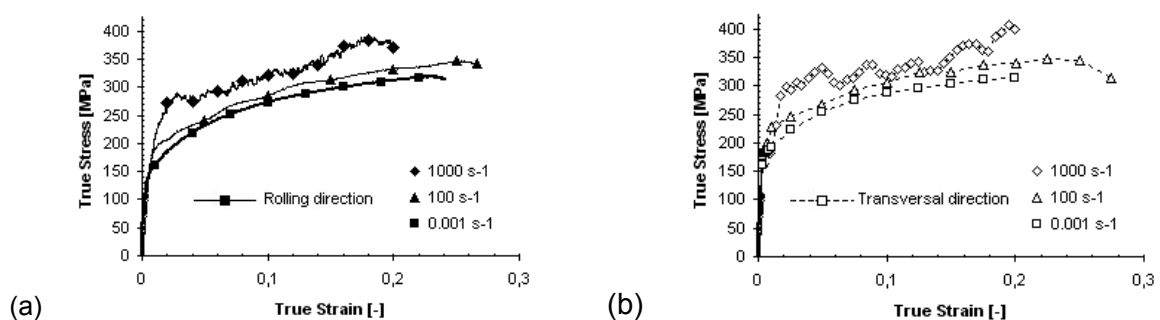 True Stress [MPa]
400
350
300
250
200
150
100
50
0
0
0,1
0,2
0,3
True Strain [-]
Rolling direction
1000 s-1
100 s-1
0.001 s-1
(a)
True Stress [MPa]
400
350
300
250
200
150
100
50
0
0
0,1
0,2
0,3
True Strain [-]
Transversal direction
1000 s-1
100 s-1
0.001 s-1
(b)